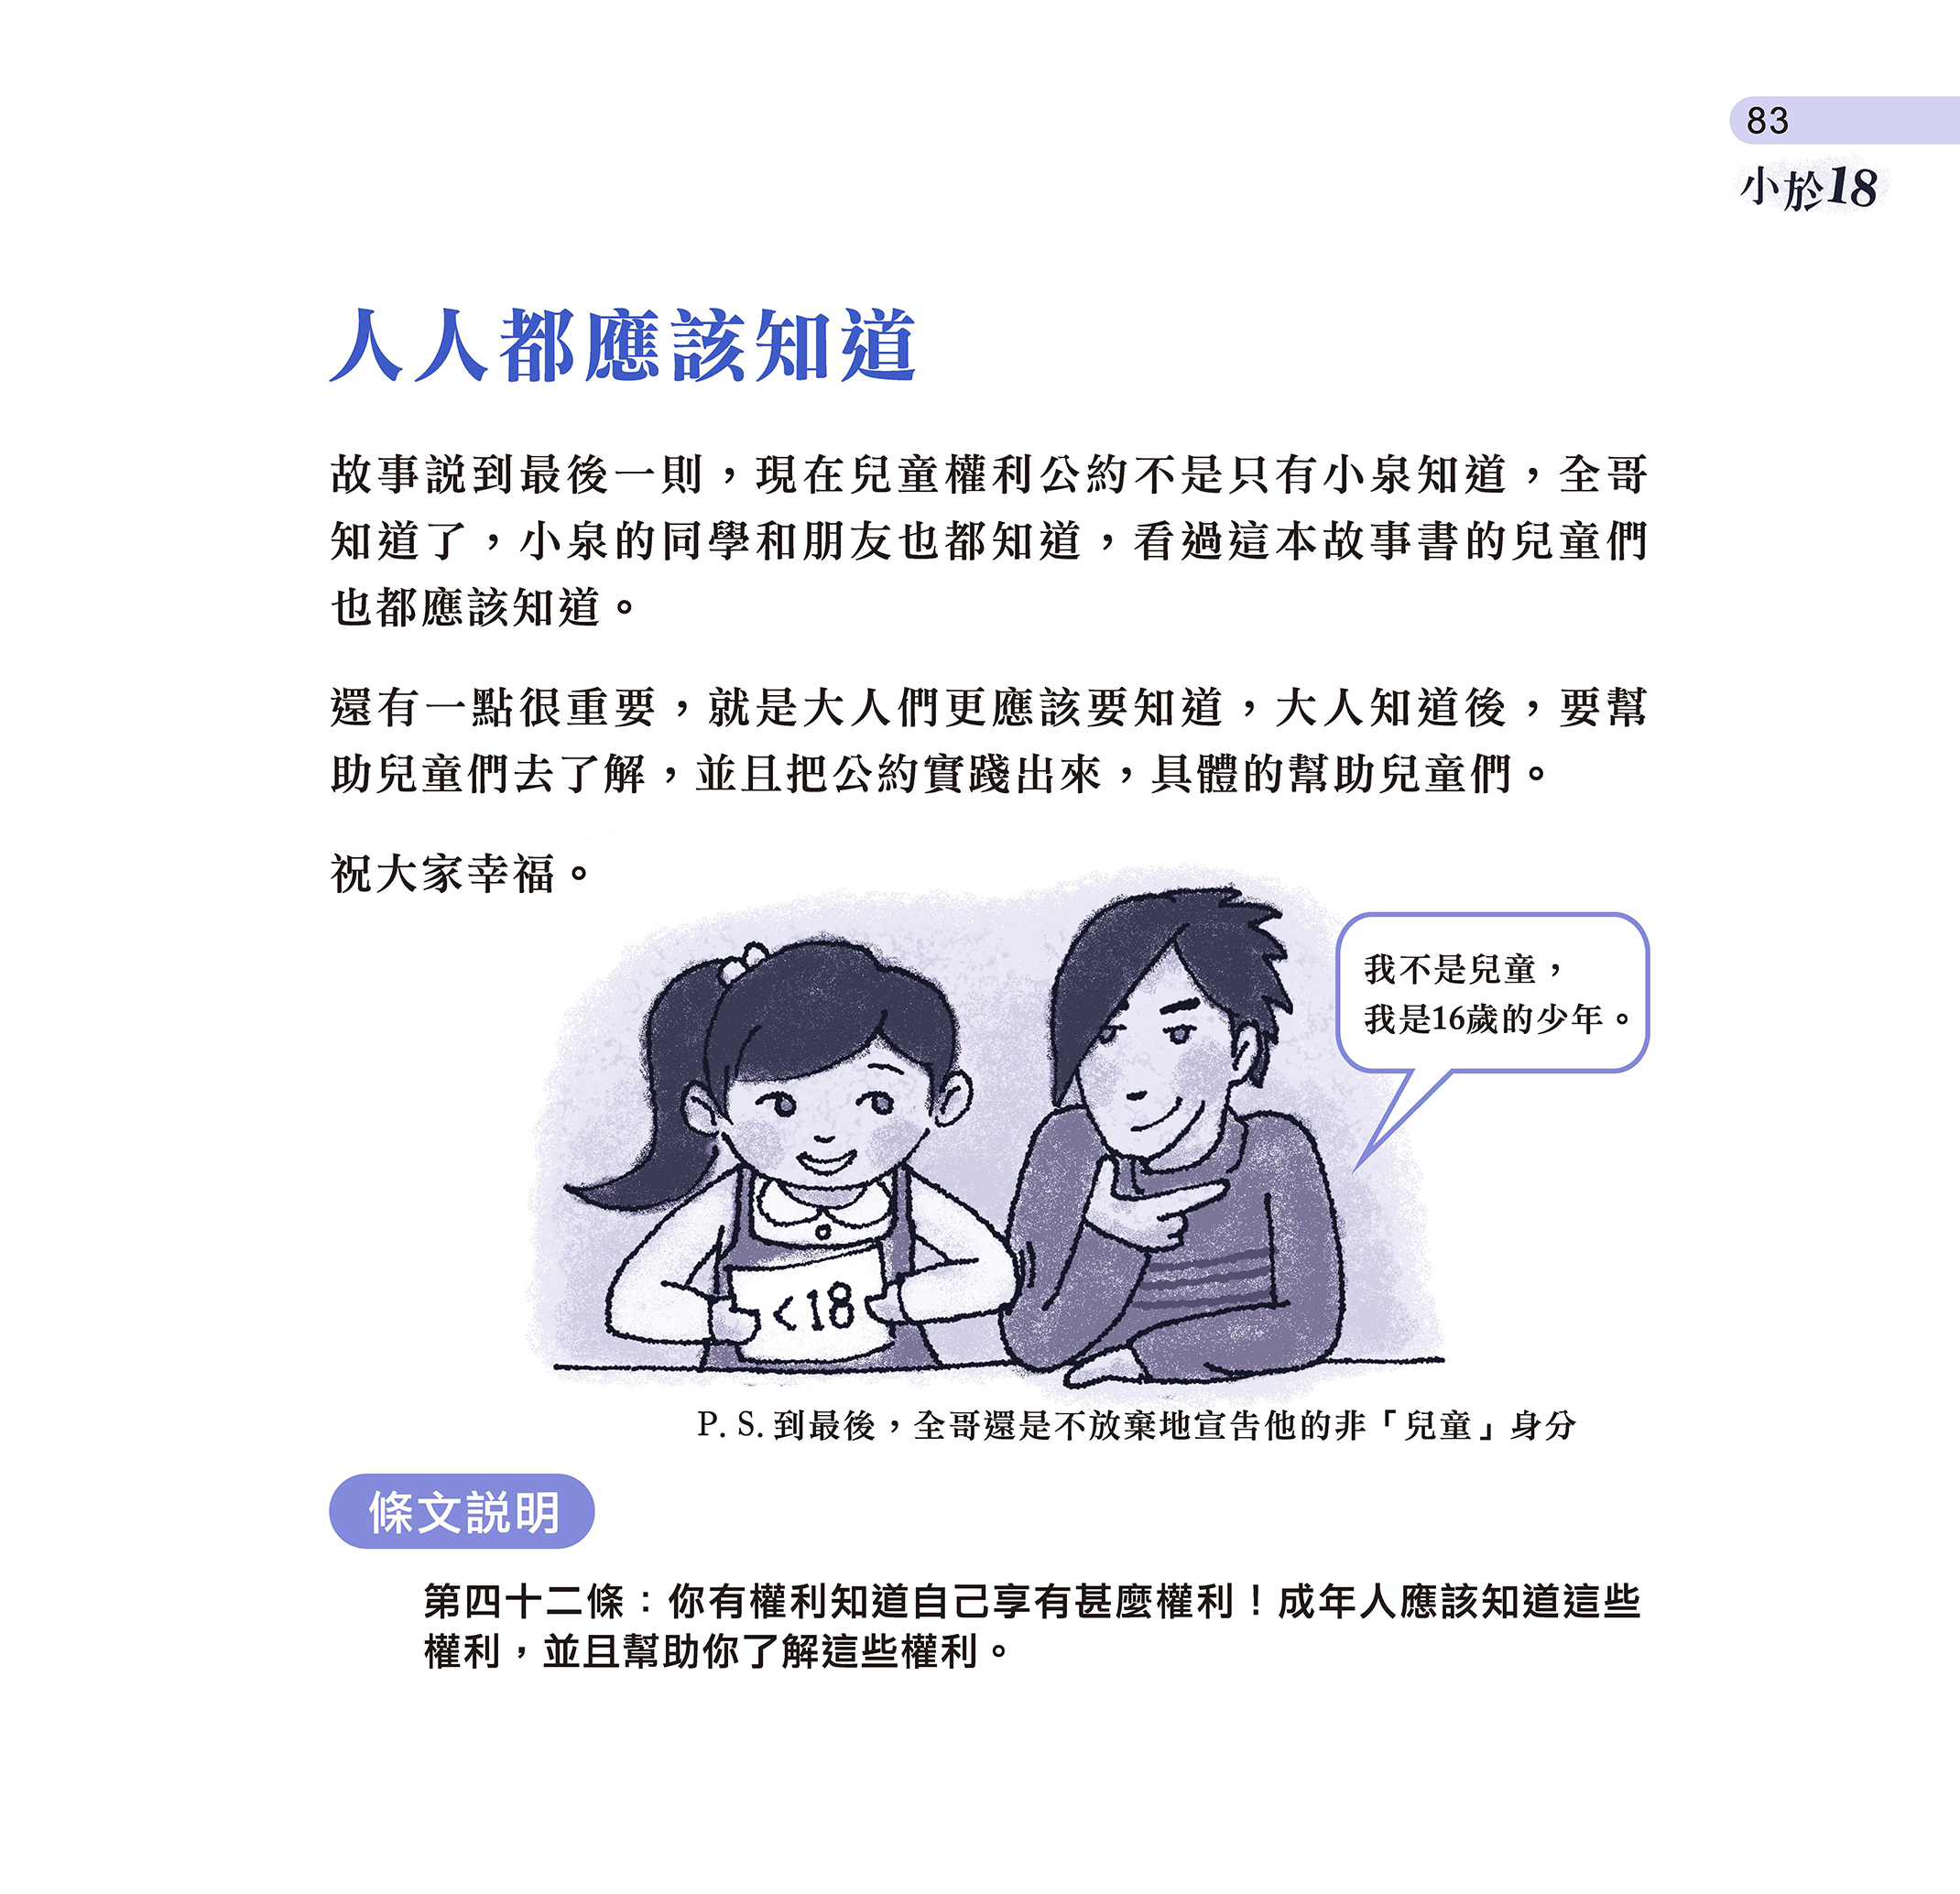 83
小於18
人人都應該知道
故事説到最後一則，現在兒童權利公約不是只有小泉知道，全哥
知道了，小泉的同學和朋友也都知道，看過這本故事書的兒童們
也都應該知道。
還有一點很重要，就是大人們更應該要知道，大人知道後，要幫
助兒童們去了解，並且把公約實踐出來，具體的幫助兒童們。
祝大家幸福。
我不是兒童，
我是16歲的少年。
<18
P. S. 到最後，全哥還是不放棄地宣告他的非「兒童」身分
條文説明
第四十二條：你有權利知道自己享有甚麼權利！成年人應該知道這些
權利，並且幫助你了解這些權利。